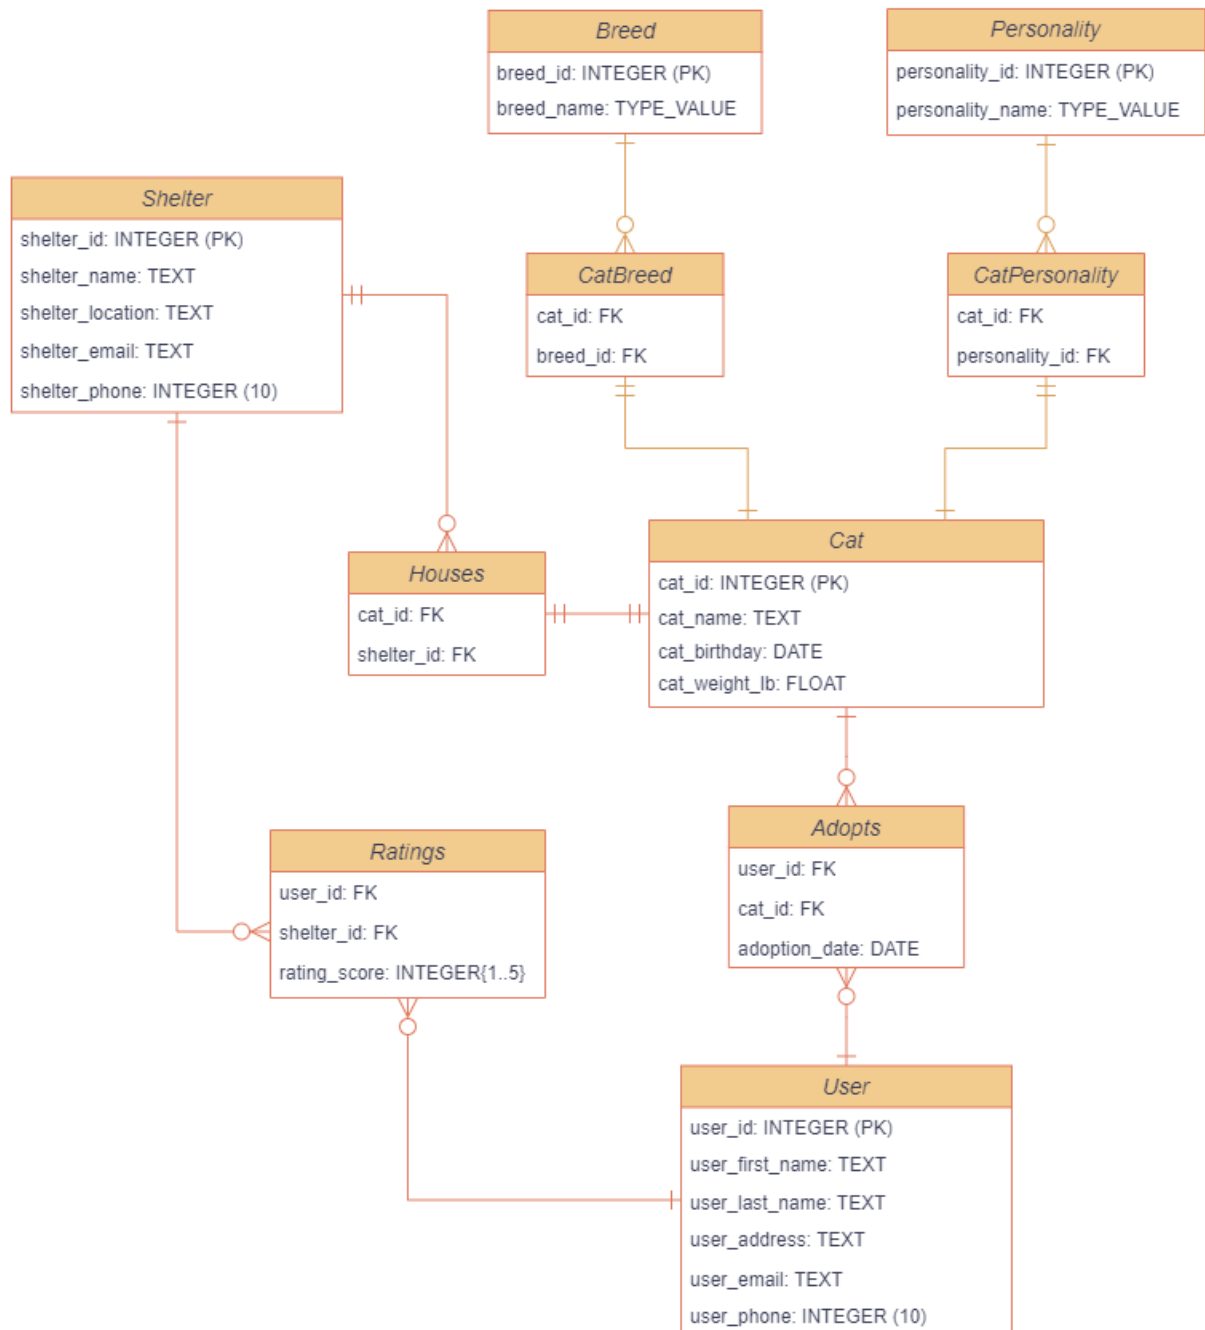 Breed
breed_id: INTEGER (PK)
breed_name: TYPE_VALUE
Personality
personality_id: INTEGER (PK)
personality_name: TYPE_VALUE
Shelter
shelter_id: INTEGER (PK)
shelter_name: TEXT
shelter_location: TEXT
shelter_email: TEXT
shelter_phone: INTEGER (10)
CatBreed
cat_id: FK
breed_id: FK
CatPersonality
cat_id: FK
personality_id: FK
Houses
cat_id: FK
shelter_id: FK
Cat
cat_id: INTEGER (PK)
cat_name: TEXT
cat_birthday: DATE
cat_weight_lb: FLOAT
Ratings
user_id: FK
shelter_id: FK
rating_score: INTEGER{1..5}
Adopts
user_id: FK
cat_id: FK
adoption_date: DATE
User
user_id: INTEGER (PK)
user_first_name: TEXT
user_last_name: TEXT
user_address: TEXT
user_email: TEXT
user_phone: INTEGER (10)